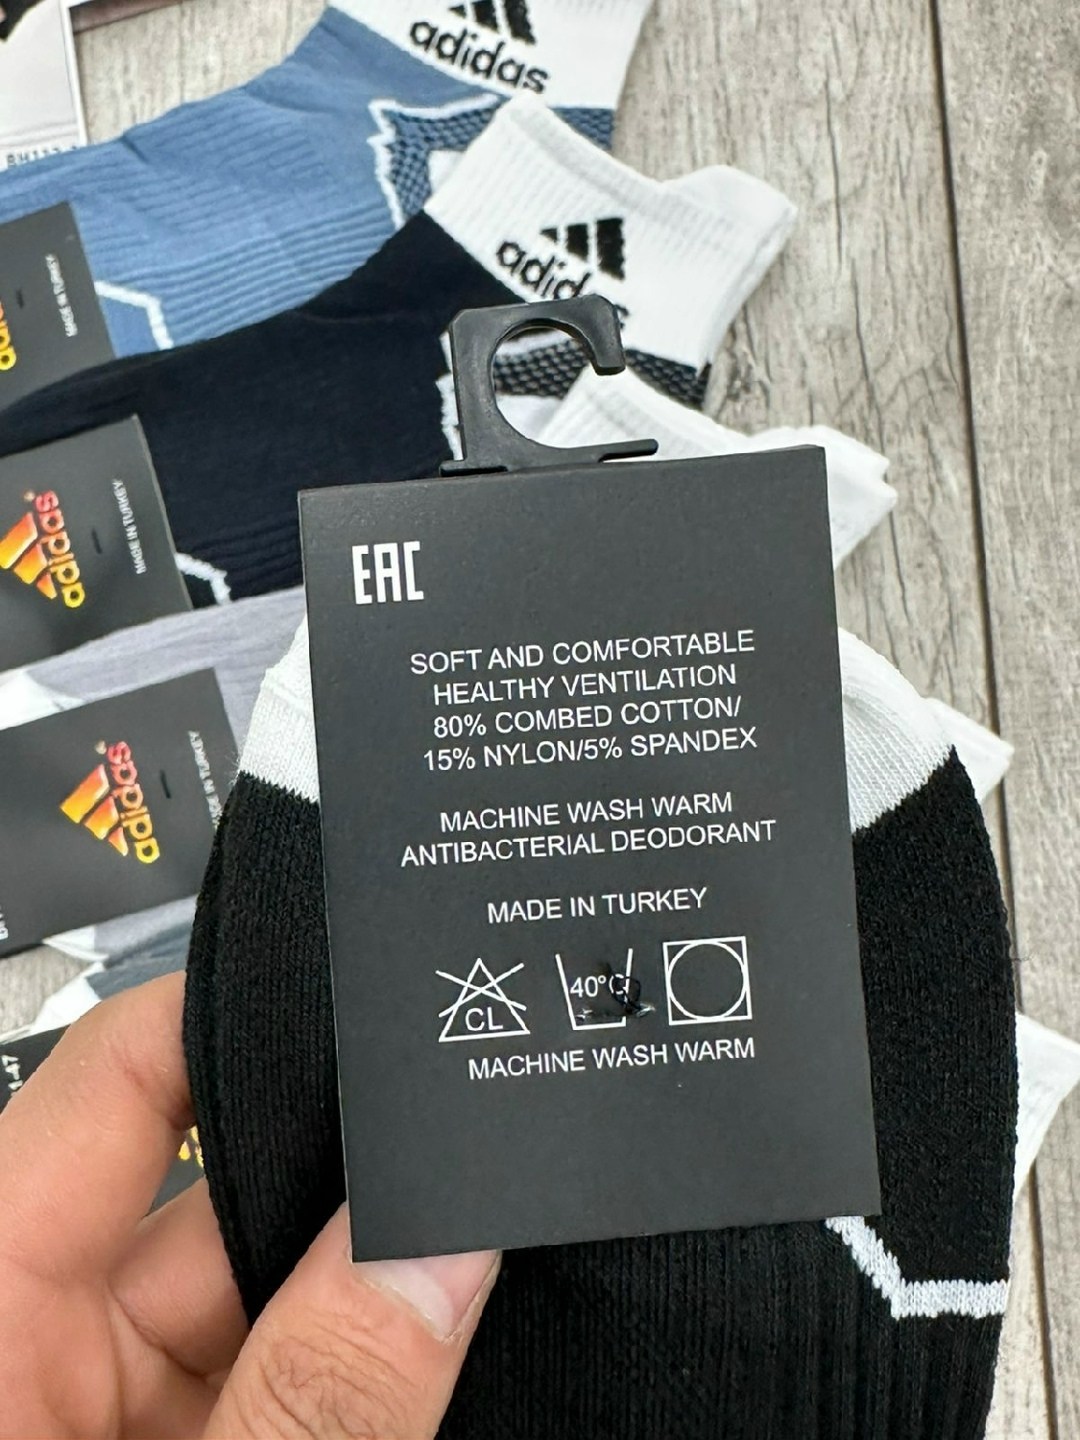 adidas
adidas
MADE IN TURKEY
adidas
MADE IN TURKEY
adidas
MADE IN TURKEY
EAC
SOFT AND COMFORTABLE
HEALTHY VENTILATION
80% COMBED COTTON/
15% NYLON/5% SPANDEX
MACHINE WASH WARM
ANTIBACTERIAL DEODORANT
MADE IN TURKEY
CL
40°C
MACHINE WASH WARM